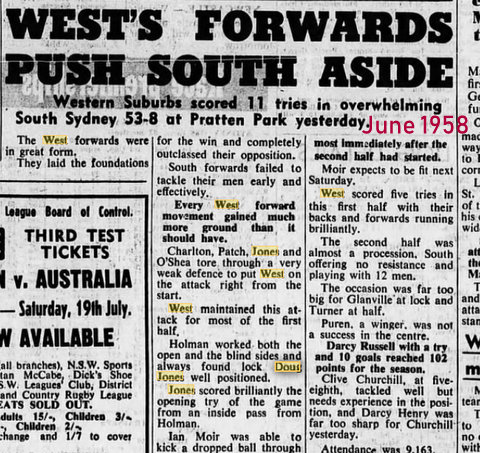 WEST'S FORWARDS
PUSH SOUTH ASIDE
Western Suburbs scored 11 tries in overwhelming
South Sydney 53-8 at Pratten Park yesterday.
June 1958
The West forwards were
in great form.
They laid the foundations
League Board of Control.
THIRD TEST
TICKETS
v. AUSTRALIA
— Saturday, 19th July.
W AVAILABLE
(all branches), N.S.W. Sports
tan McCabe, Dick's Shoe
S.W. Leagues' Club, District
and Country Rugby League
EATS SOLD OUT.
dults 15/-, Children 3/-,
Children 2/-,
change and 1/7 to cover
for the win and completely
outclassed their opposition.
South forwards failed to
tackle their men early and
effectively.
Every West forward
movement gained much
more ground than it
should have.
Charlton, Patch, Jones and
O'Shea tore through a very
weak defence to put West on
the attack right from the
start.
West maintained this at-
tack for most of the first
half.
Holman worked both the
open and the blind sides and
always found lock Doug
Jones well positioned.
Jones scored brilliantly the
opening try of the game
from an inside pass from
Holman.
Ian Moir was able to
kick a dropped ball through
most immediately after the
second half had started.
Moir expects to be fit next
Saturday.
West scored five tries in
this first half with their
backs and forwards running
brilliantly.
The second half was
almost a procession, South
offering no resistance and
playing with 12 men.
The occasion was far too
big for Glanville at lock and
Turner at half.
Puren, a winger, was not
a success in the centre.
Darcy Russell with a try
and 10 goals reached 102
points for the season.
Clive Churchill, at five-
eighth, tackled well but
needs experience in the posi-
tion, and Darcy Henry was
far too sharp for Churchill
yesterday.
Attendance was 9,163.